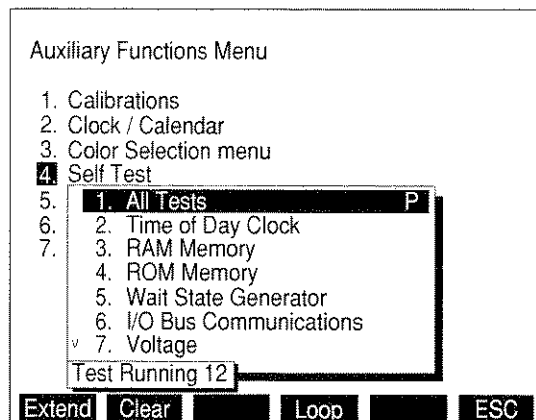 Auxiliary Functions Menu
1. Calibrations
2. Clock / Calendar
3. Color Selection menu
4. Self Test
5.
6.
7.
1. All Tests P
2. Time of Day Clock
3. RAM Memory
4. ROM Memory
5. Wait State Generator
6. I/O Bus Communications
v 7. Voltage
Test Running 12
Extend Clear Loop ESC